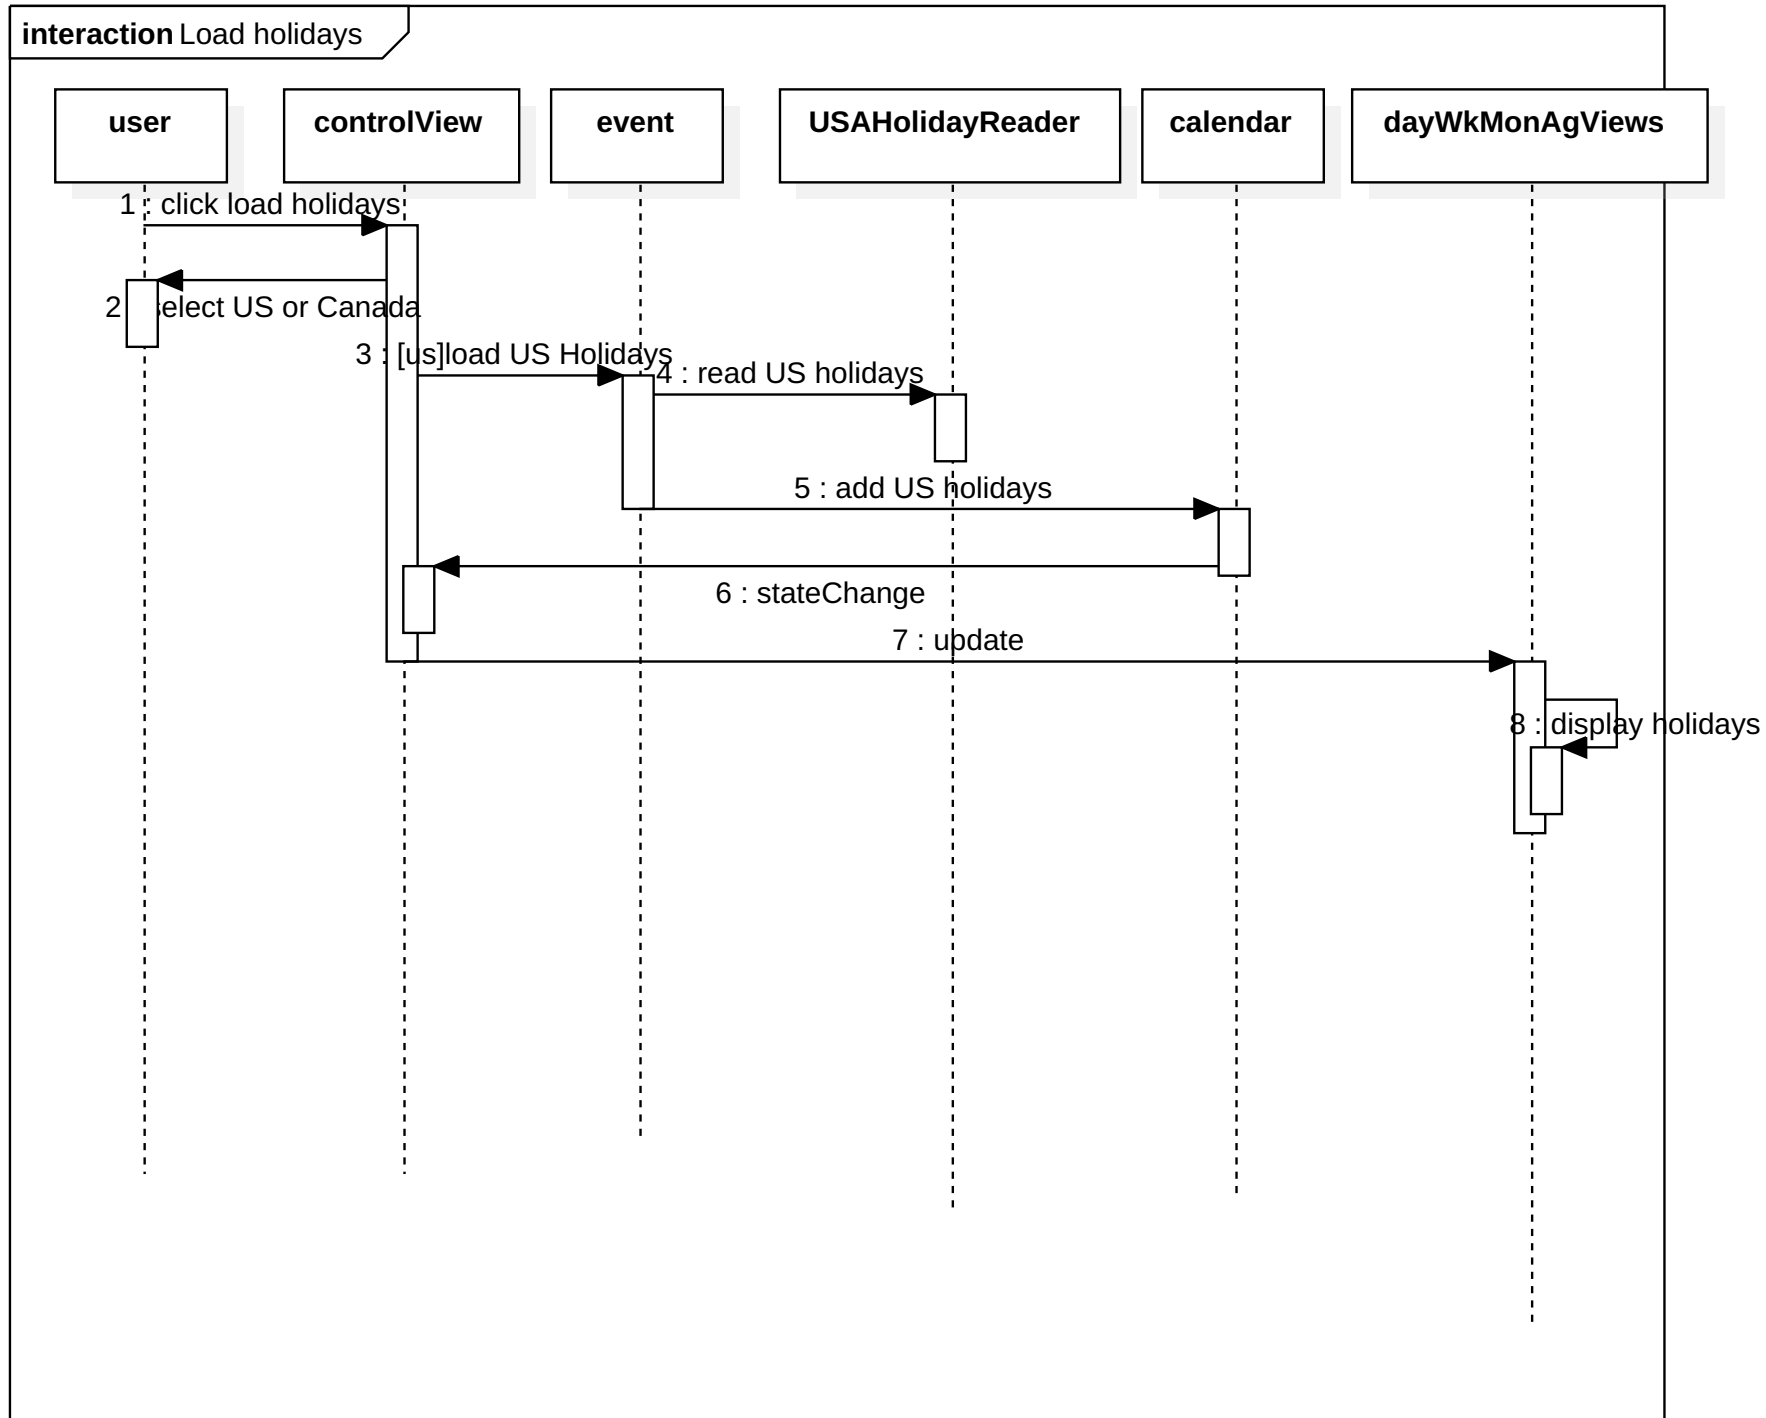 interaction Load holidays
user
controlView
event
USAHolidayReader
calendar
dayWkMonAgViews
1 : click load holidays
2 select US or Canada
3 : [us]load US Holidays
4 : read US holidays
5 : add US holidays
6 : stateChange
7 : update
8 : display holidays